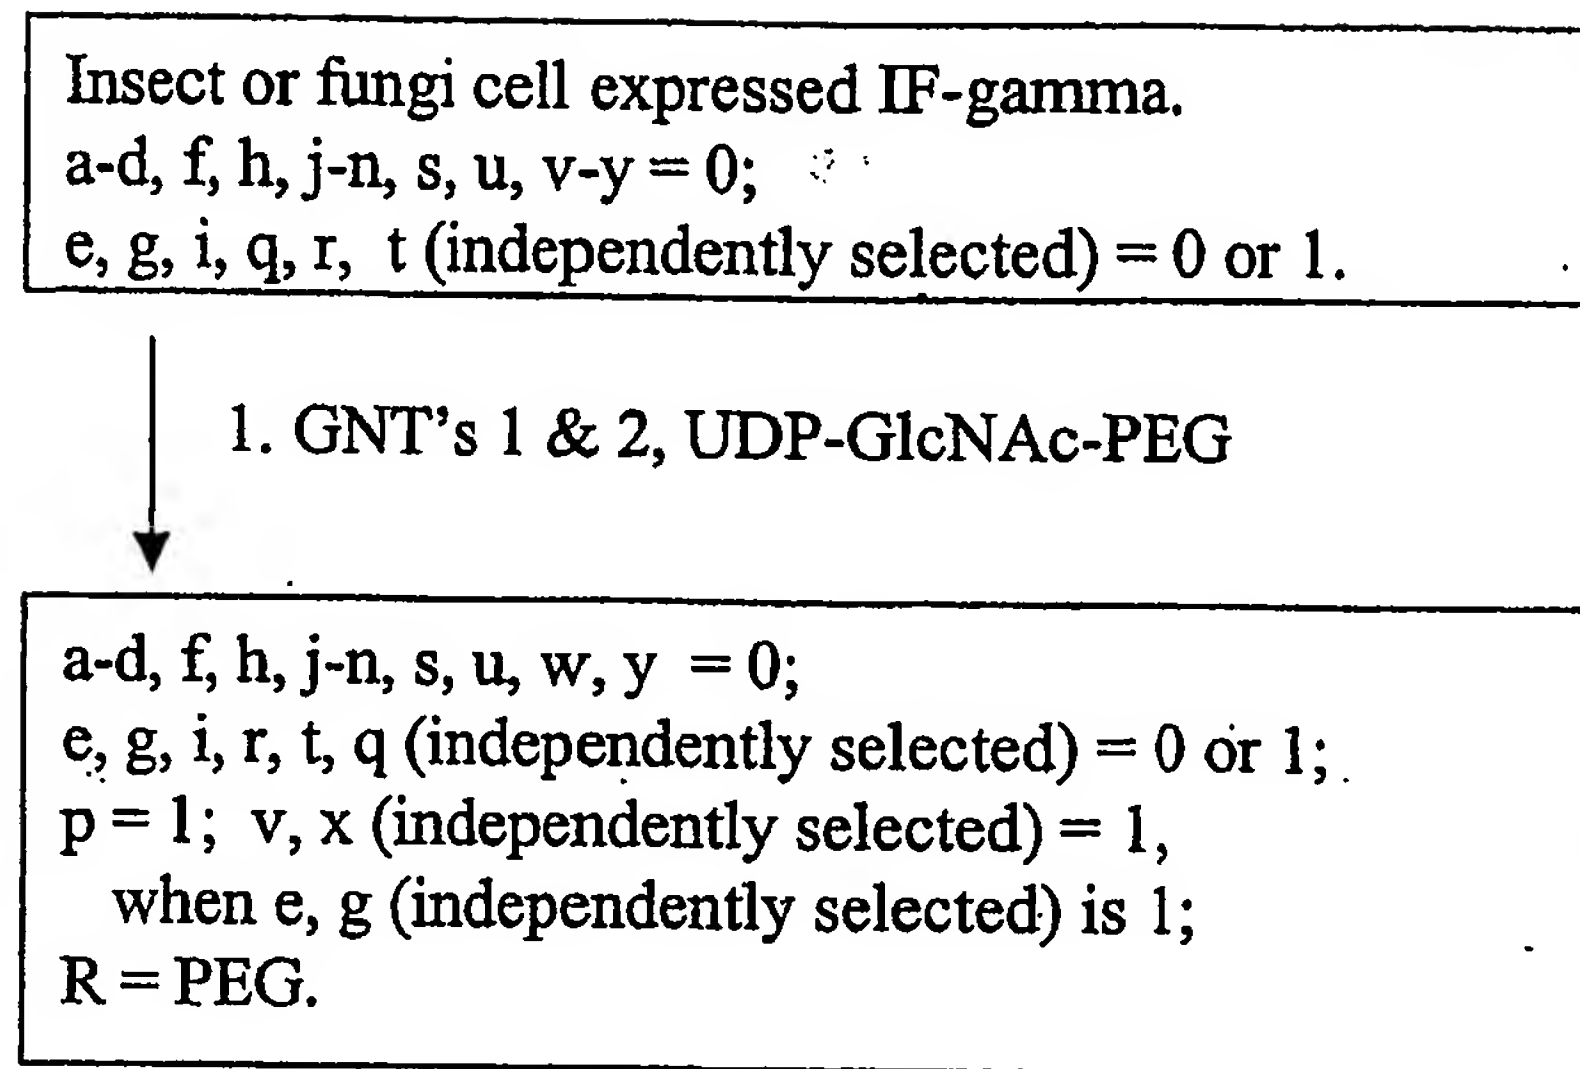 Insect or fungi cell expressed IF-gamma.
a-d, f, h, j-n, s, u, v-y = 0;
e, g, i, q, r, t (independently selected) = 0 or 1.
1. GNT's 1 & 2, UDP-GlcNAc-PEG
a-d, f, h, j-n, s, u, w, y = 0;
e, g, i, r, t, q (independently selected) = 0 or 1;
p = 1; v, x (independently selected) = 1,
when e, g (independently selected) is 1;
R = PEG.